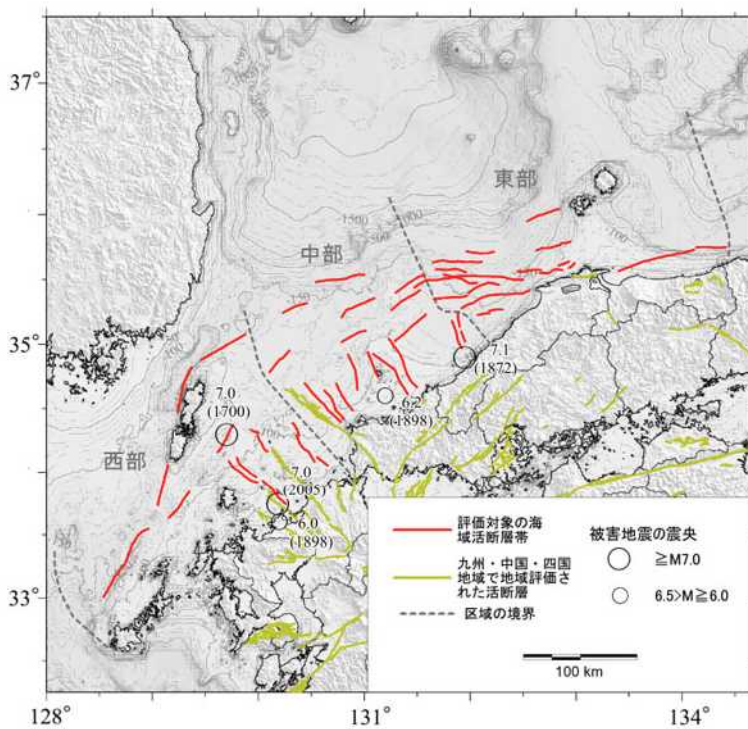 37°
35°
33°
128°
131°
134°
東部
中部
西部
1500
1000
500
100
7.1
(1872)
6.2
(1898)
7.0
(1700)
7.0
(2005)
6.0
(1898)
評価対象の海
域活断層帯
九州・中国・四国
地域で地域評価さ
れた活断層
区域の境界
被害地震の震央
≧M7.0
6.5>M≧6.0
100 km